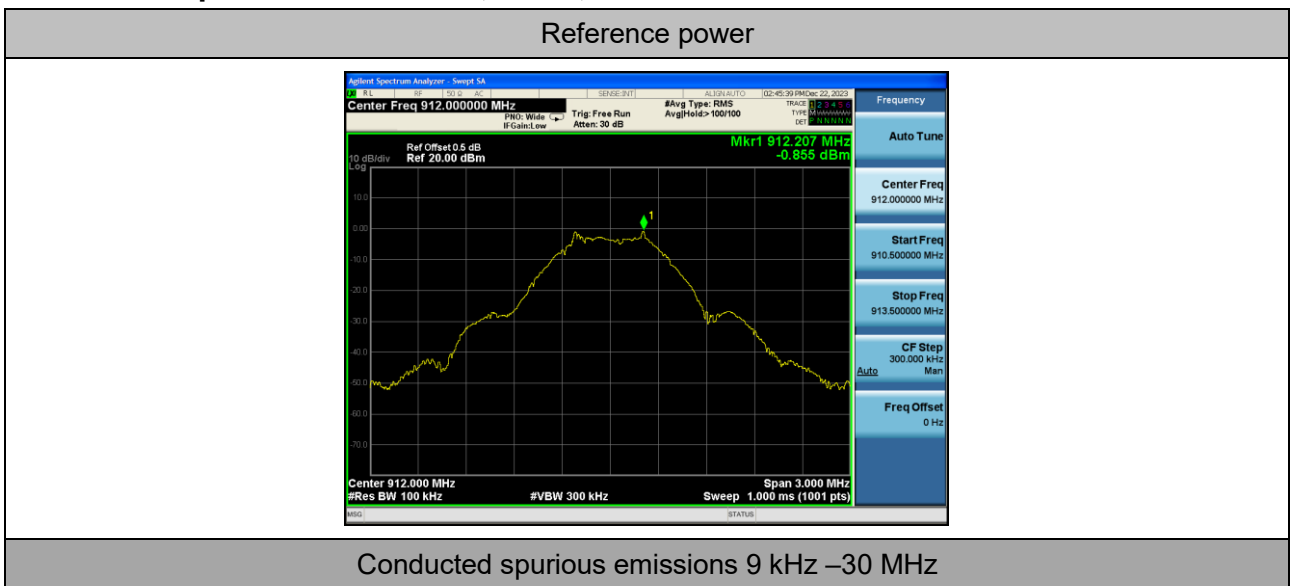 Reference power
Agilent Spectrum Analyzer - Swept SA
RL RF 50 Ω AC SENSE:INT ALIGN AUTO 02:45:39 PM Dec 22, 2023
Center Freq 912.000000 MHz
PNO: Wide
IFGain:Low
Trig: Free Run
Atten: 30 dB
#Avg Type: RMS
Avg|Hold:> 100/100
TRACE 1 2 3 4 5 6
TYPE
DET P N N N N N
Ref Offset 0.5 dB
10 dB/div Ref 20.00 dBm
Log
Mkr1 912.207 MHz
-0.855 dBm
10.0
0.00
-10.0
-20.0
-30.0
-40.0
-50.0
-60.0
-70.0
1
Center 912.000 MHz Span 3.000 MHz
#Res BW 100 kHz #VBW 300 kHz Sweep 1.000 ms (1001 pts)
MSG STATUS
Frequency
Auto Tune
Center Freq
912.000000 MHz
Start Freq
910.500000 MHz
Stop Freq
913.500000 MHz
CF Step
300.000 kHz
Auto Man
Freq Offset
0 Hz
Conducted spurious emissions 9 kHz –30 MHz